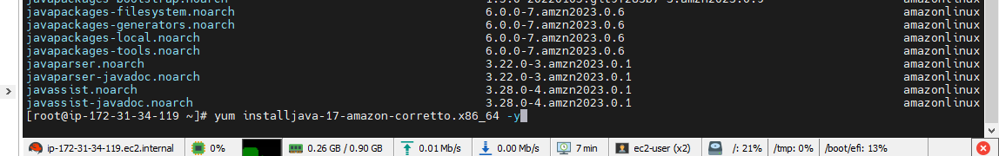 javapackages-filesystem.noarch 6.0.0-7.amzn2023.0.6 amazonlinux
javapackages-generators.noarch 6.0.0-7.amzn2023.0.6 amazonlinux
javapackages-local.noarch 6.0.0-7.amzn2023.0.6 amazonlinux
javapackages-tools.noarch 6.0.0-7.amzn2023.0.6 amazonlinux
javaparser.noarch 3.22.0-3.amzn2023.0.1 amazonlinux
javaparser-javadoc.noarch 3.22.0-3.amzn2023.0.1 amazonlinux
javassist.noarch 3.28.0-4.amzn2023.0.1 amazonlinux
javassist-javadoc.noarch 3.28.0-4.amzn2023.0.1 amazonlinux
[root@ip-172-31-34-119 ~]# yum installjava-17-amazon-corretto.x86_64 -y
ip-172-31-34-119.ec2.internal 0% 0.26 GB / 0.90 GB 0.01 Mb/s 0.00 Mb/s 7 min ec2-user (x2) /: 21% /tmp: 0% /boot/efi: 13%